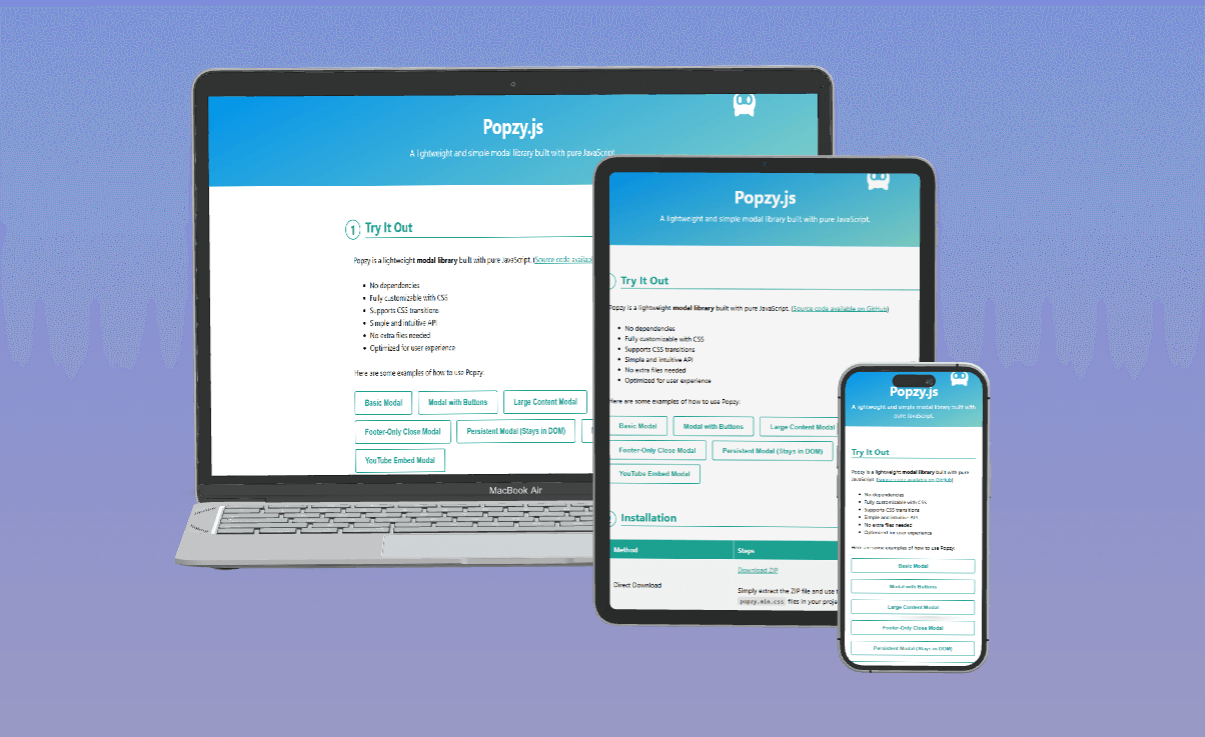 Popzy.js
A lightweight and simple modal library built with pure JavaScript.
1
Try It Out
Popzy is a lightweight modal library built with pure JavaScript. (Source code availab
No dependencies
Fully customizable with CSS
Supports CSS transitions
Simple and intuitive API
No extra files needed
Optimized for user experience
Here are some examples of how to use Popzy:
Basic Modal Modal with Buttons Large Content Modal
Footer-Only Close Modal Persistent Modal (Stays in DOM)
YouTube Embed Modal
MacBook Air
Popzy.js
A lightweight and simple modal library built with pure JavaScript.
Try It Out
Popzy is a lightweight modal library built with pure JavaScript. (Source code available on GitHub)
No dependencies
Fully customizable with CSS
Supports CSS transitions
Simple and intuitive API
No extra files needed
Optimized for user experience
Here are some examples of how to use Popzy:
Basic Modal Modal with Buttons Large Content Modal
Footer-Only Close Modal Persistent Modal (Stays in DOM)
YouTube Embed Modal
Installation
Method Steps
Download ZIP
Direct Download
Simply extract the ZIP file and use t
popzy.min.css files in your proje
Popzy.js
A lightweight and simple modal library built with
pure JavaScript.
Try It Out
Popzy is a lightweight modal library built with pure
JavaScript. (Source code available on GitHub)
No dependencies
Fully customizable with CSS
Supports CSS transitions
Simple and intuitive API
No extra files needed
Optimized for user experience
Here are some examples of how to use Popzy:
Basic Modal
Modal with Buttons
Large Content Modal
Footer-Only Close Modal
Persistent Modal (Stays in DOM)